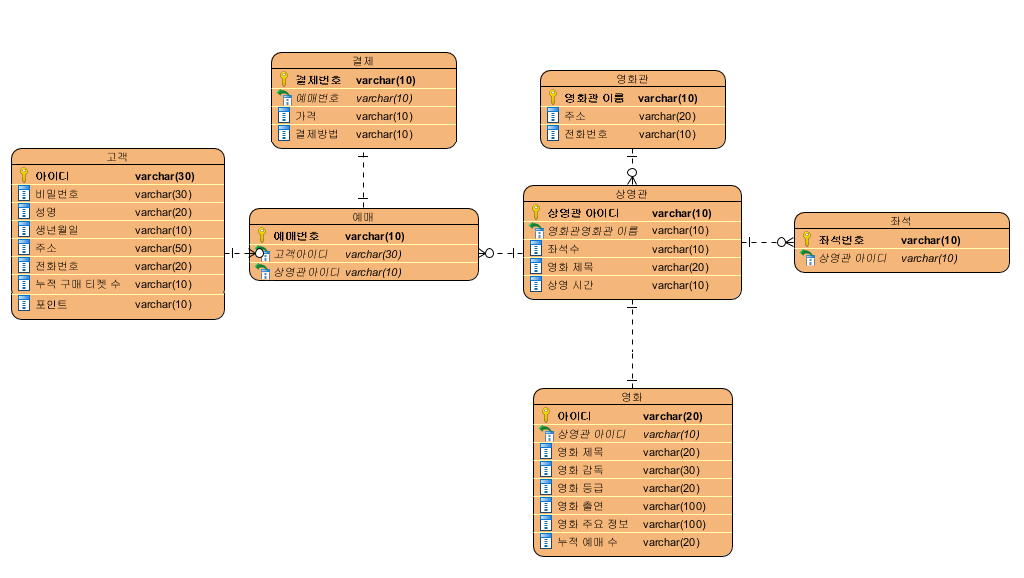 결제
결제번호 varchar(10)
예매번호 varchar(10)
가격 varchar(10)
결제방법 varchar(10)
영화관
영화관 이름 varchar(10)
주소 varchar(20)
전화번호 varchar(10)
고객
아이디 varchar(30)
비밀번호 varchar(30)
성명 varchar(20)
생년월일 varchar(10)
주소 varchar(50)
전화번호 varchar(20)
누적 구매 티켓 수 varchar(10)
포인트 varchar(10)
예매
예매번호 varchar(10)
고객아이디 varchar(30)
상영관 아이디 varchar(10)
상영관
상영관 아이디 varchar(10)
영화관영화관 이름 varchar(10)
좌석수 varchar(10)
영화 제목 varchar(20)
상영 시간 varchar(10)
좌석
좌석번호 varchar(10)
상영관 아이디 varchar(10)
영화
아이디 varchar(20)
상영관 아이디 varchar(10)
영화 제목 varchar(20)
영화 감독 varchar(30)
영화 등급 varchar(20)
영화 출연 varchar(100)
영화 주요 정보 varchar(100)
누적 예매 수 varchar(20)